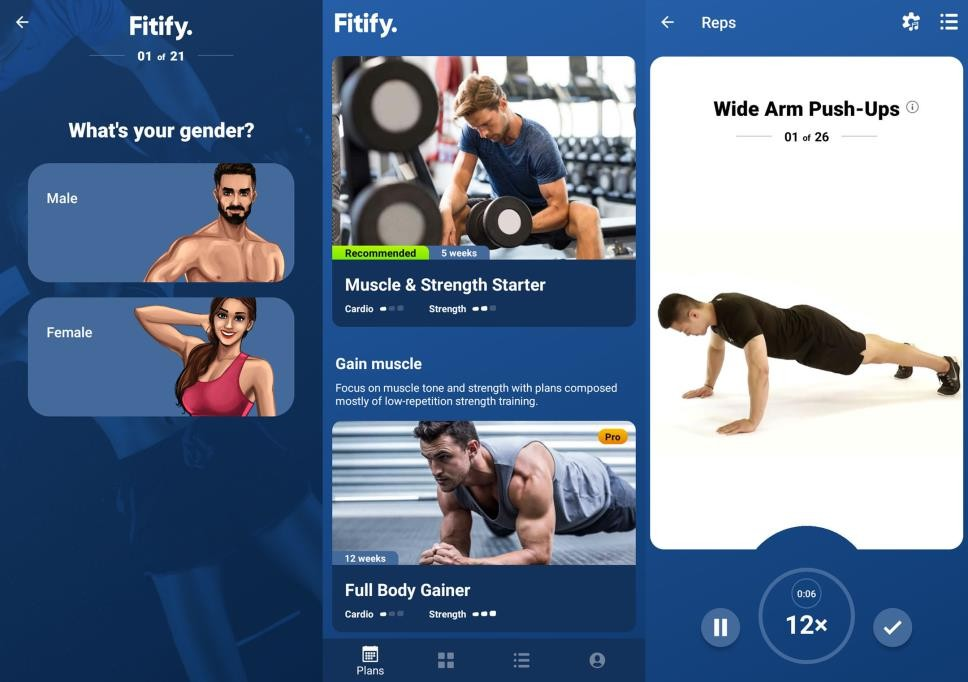 Fitify.
01 of 21
What's your gender?
Male
Female
Fitify.
Recommended
5 weeks
Muscle & Strength Starter
Cardio
Strength
Gain muscle
Focus on muscle tone and strength with plans composed
mostly of low-repetition strength training.
Pro
12 weeks
Full Body Gainer
Cardio
Strength
Plans
Reps
Wide Arm Push-Ups
01 of 26
0:06
12×